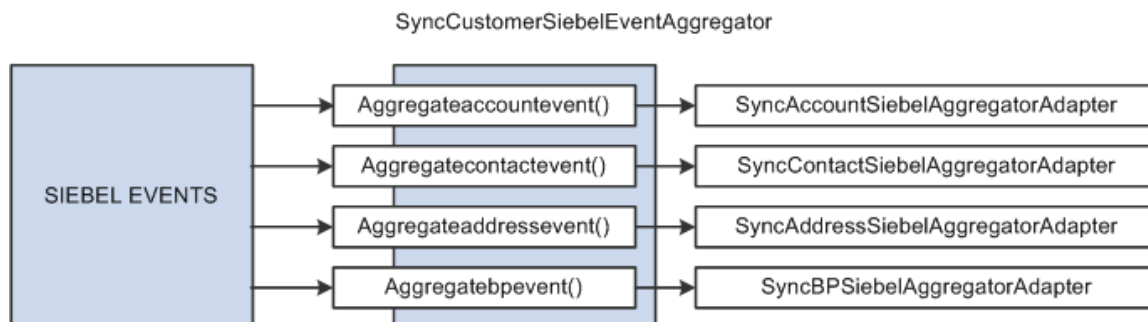 SyncCustomerSiebelEventAggregator
SIEBEL EVENTS
Aggregateaccountevent()
SyncAccountSiebelAggregatorAdapter
Aggregatecontactevent()
SyncContactSiebelAggregatorAdapter
Aggregateaddressevent()
SyncAddressSiebelAggregatorAdapter
Aggregatebpevent()
SyncBPSiebelAggregatorAdapter